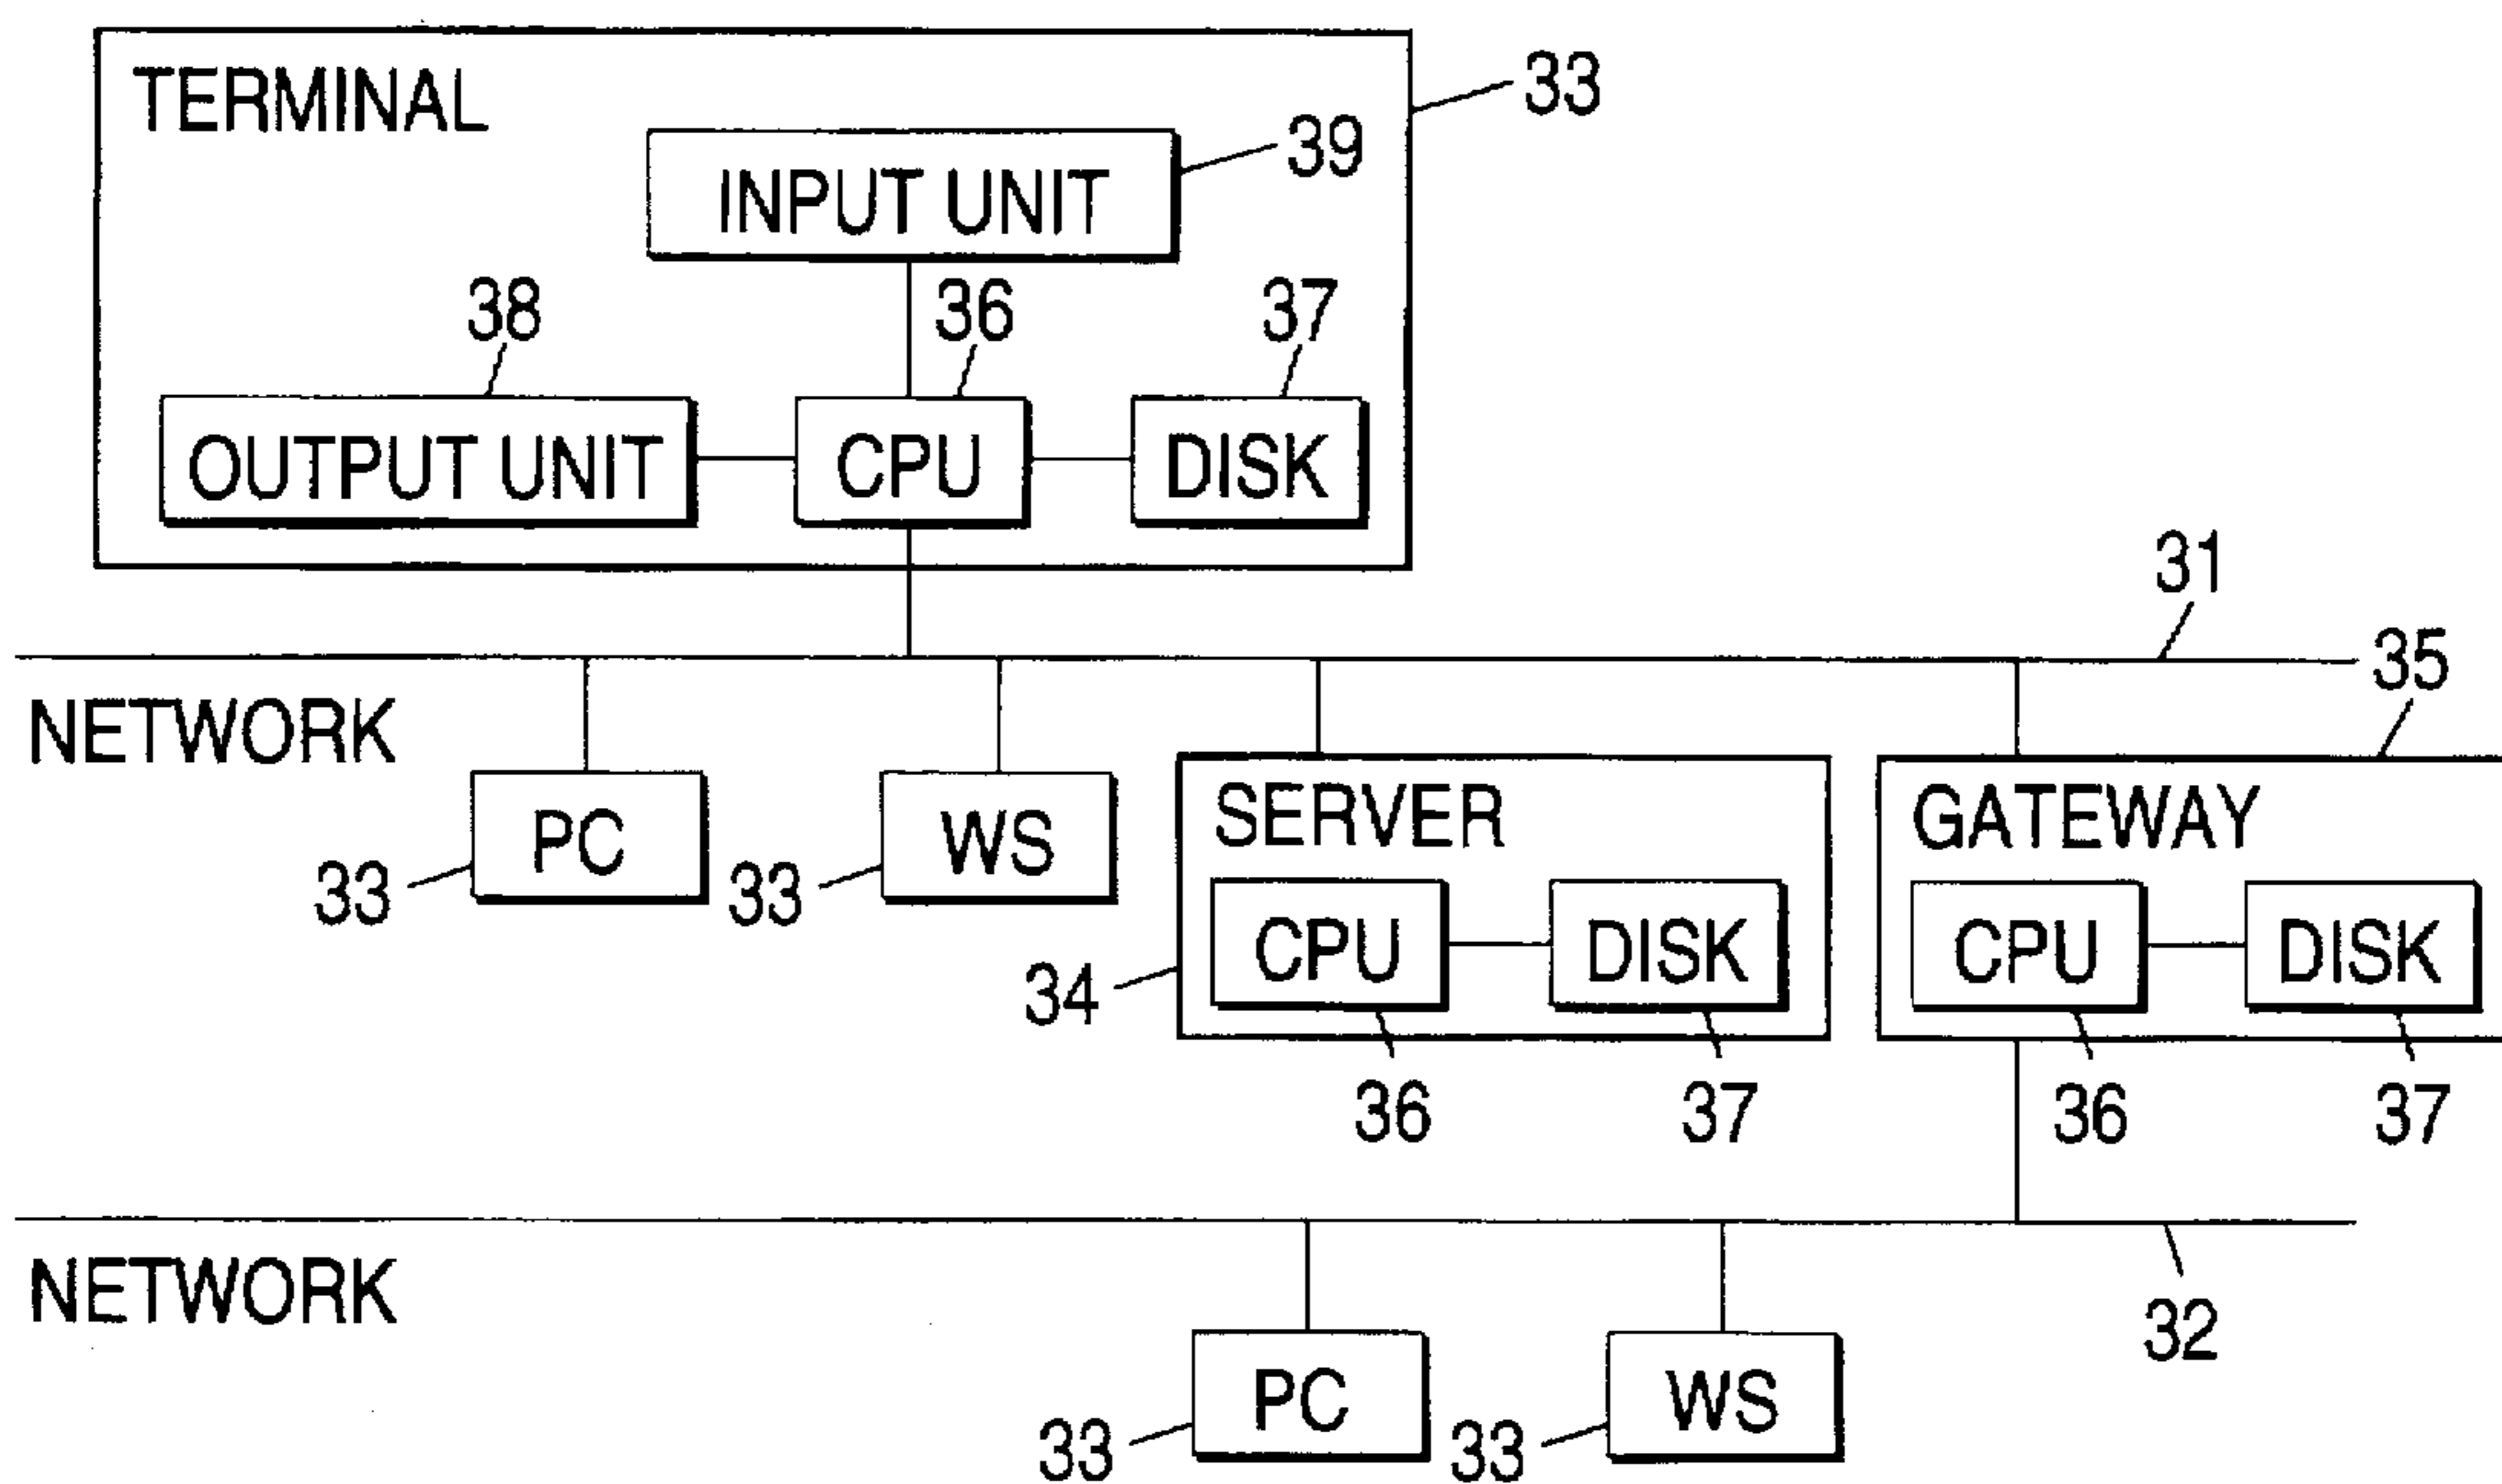 TERMINAL
33
39
INPUT UNIT
38
36
37
OUTPUT UNIT
CPU
DISK
31
35
NETWORK
PC
WS
SERVER
GATEWAY
33
33
CPU
DISK
CPU
DISK
34
36
37
36
37
NETWORK
32
PC
WS
33
33